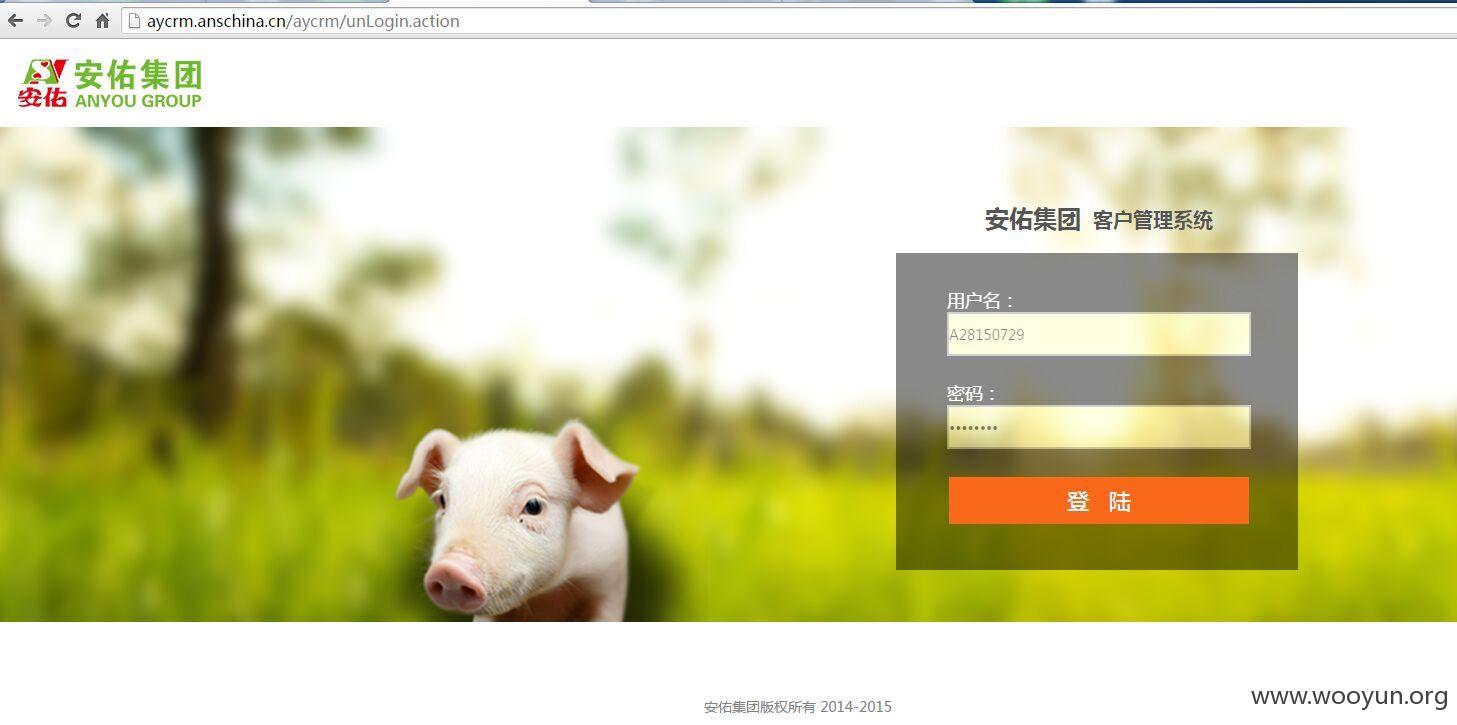 aycrm.anschina.cn/aycrm/unLogin.action
安佑集团
安佑 ANYOU GROUP
安佑集团 客户管理系统
用户名：
A28150729
密码：
••••••••
登 陆
安佑集团版权所有 2014-2015
www.wooyun.org